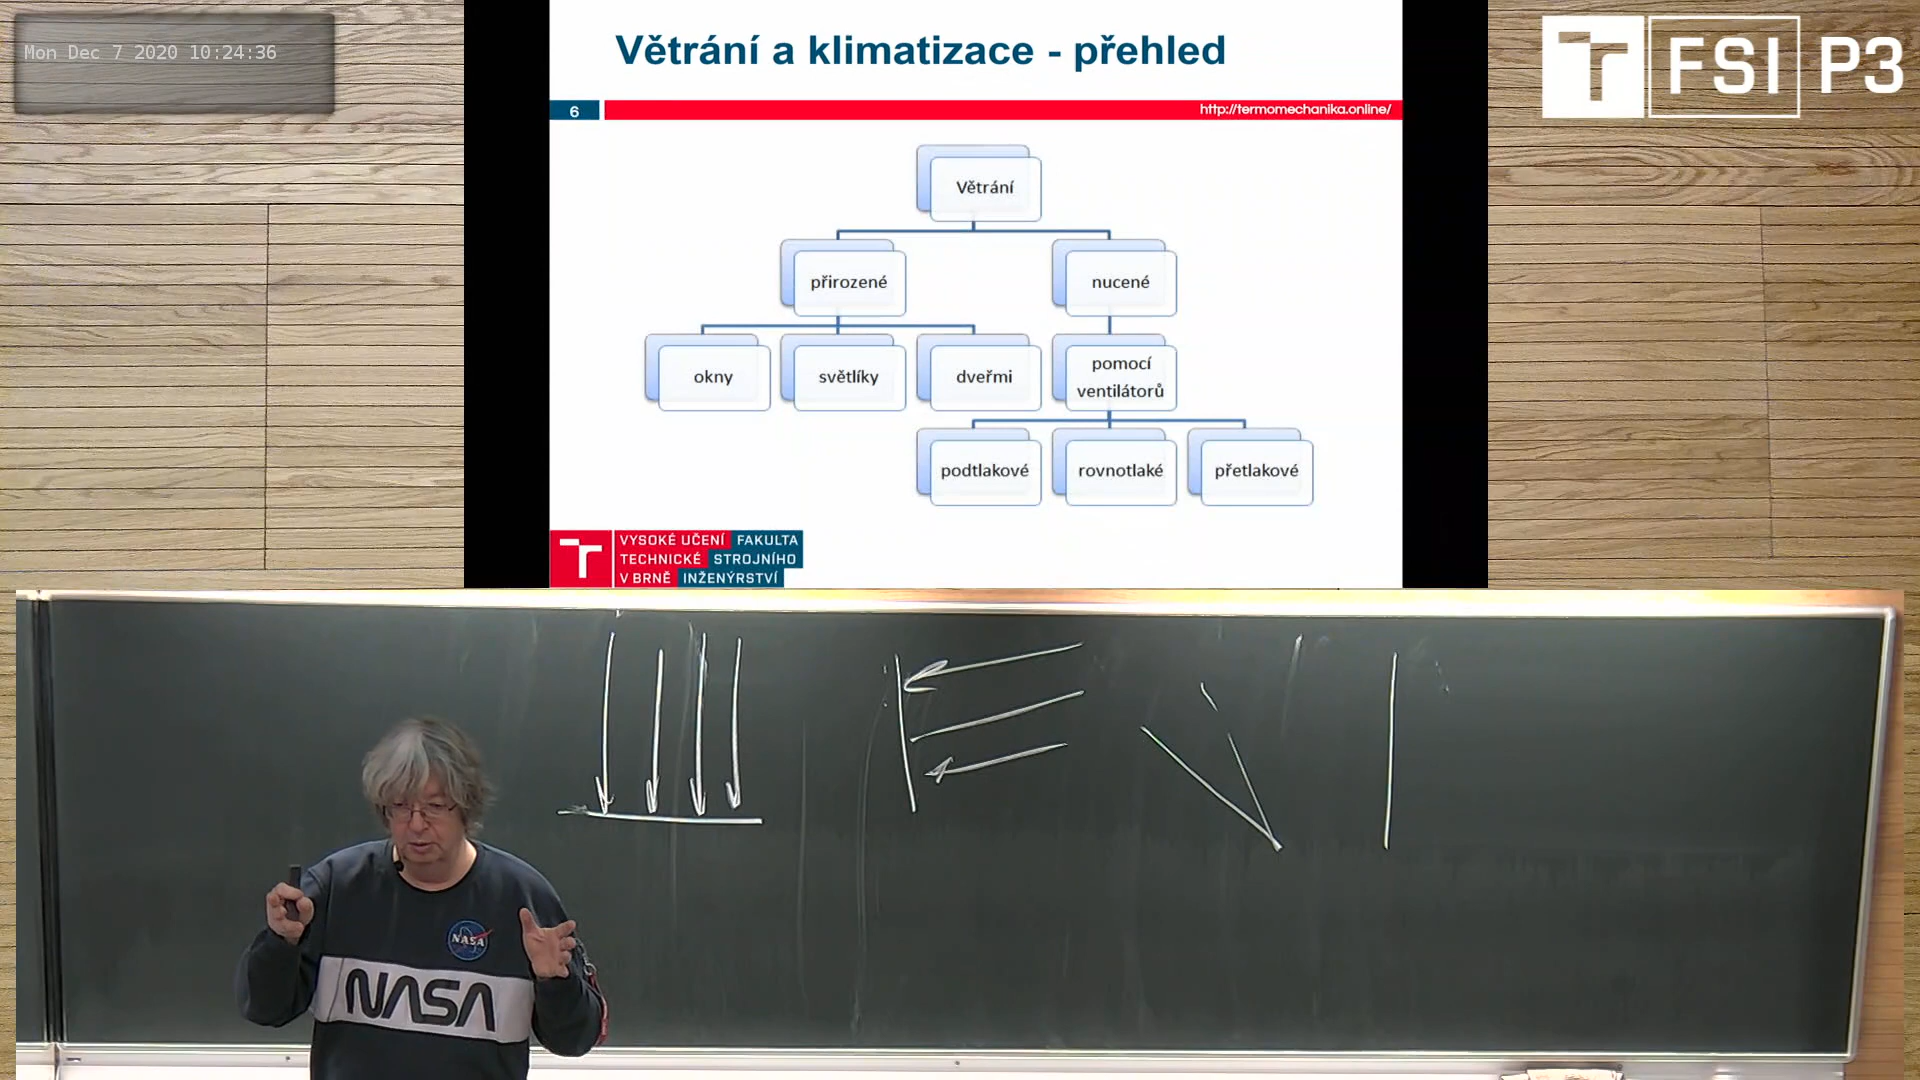 Mon Dec 7 2020 10:24:36
Větrání a klimatizace - přehled
6
http://termomechanika.online/
FSI P3
Větrání
přirozené
nucené
okny
světlíky
dveřmi
pomocí
ventilátorů
podtlakové
rovnotlaké
přetlakové
VYSOKÉ UČENÍ FAKULTA
TECHNICKÉ STROJNÍHO
V BRNĚ INŽENÝRSTVÍ
NASA
NASA